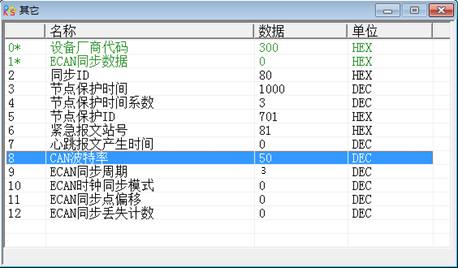 其它
名称 数据 单位
0* 设备厂商代码 300 HEX
1* ECAN同步数据 0 HEX
2 同步ID 80 HEX
3 节点保护时间 1000 DEC
4 节点保护时间系数 3 DEC
5 节点保护ID 701 HEX
6 紧急报文站号 81 HEX
7 心跳报文产生时间 0 DEC
8 CAN波特率 50 DEC
9 ECAN同步周期 3 DEC
10 ECAN时钟同步模式 0 DEC
11 ECAN同步点偏移 0 DEC
12 ECAN同步丢失计数 0 DEC